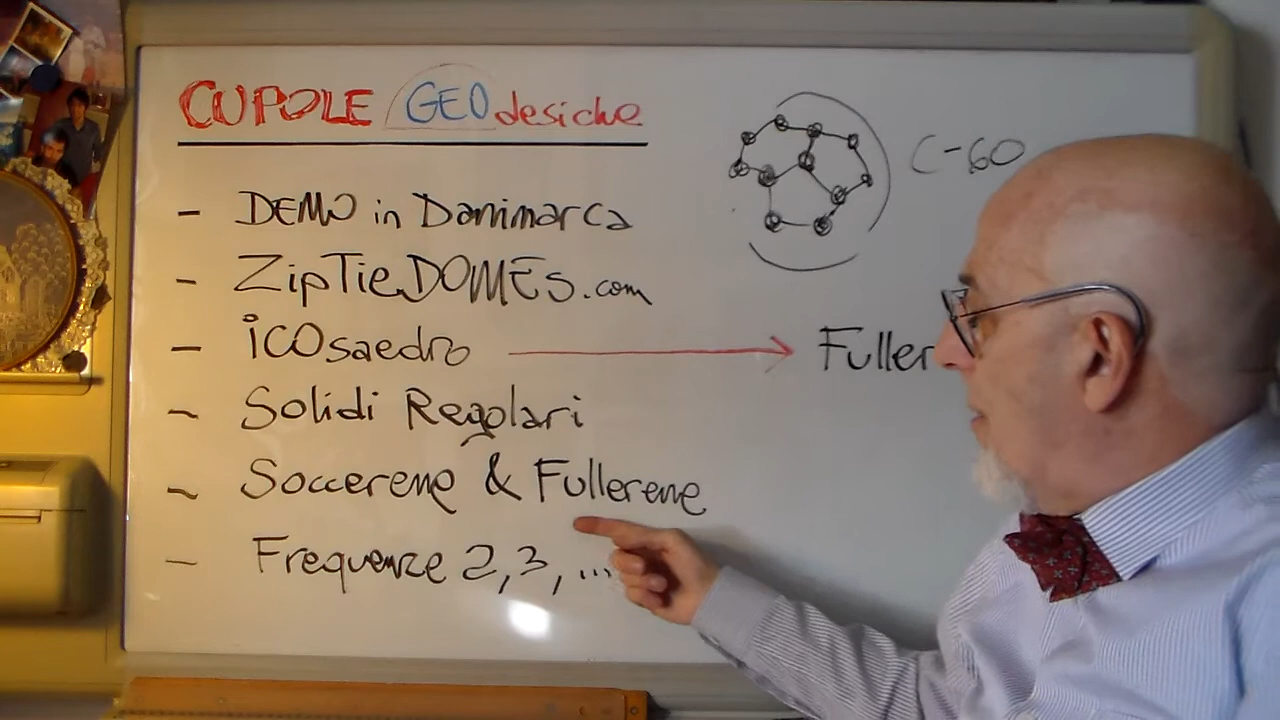 CUPOLE GEOdesiche
- DEMO in Danimarca
- ZipTieDOMES.com
- iCOsaedro → Fuller
- Solidi Regolari
- Soccerene & Fullerene
- Frequenze 2,3,...
C-60